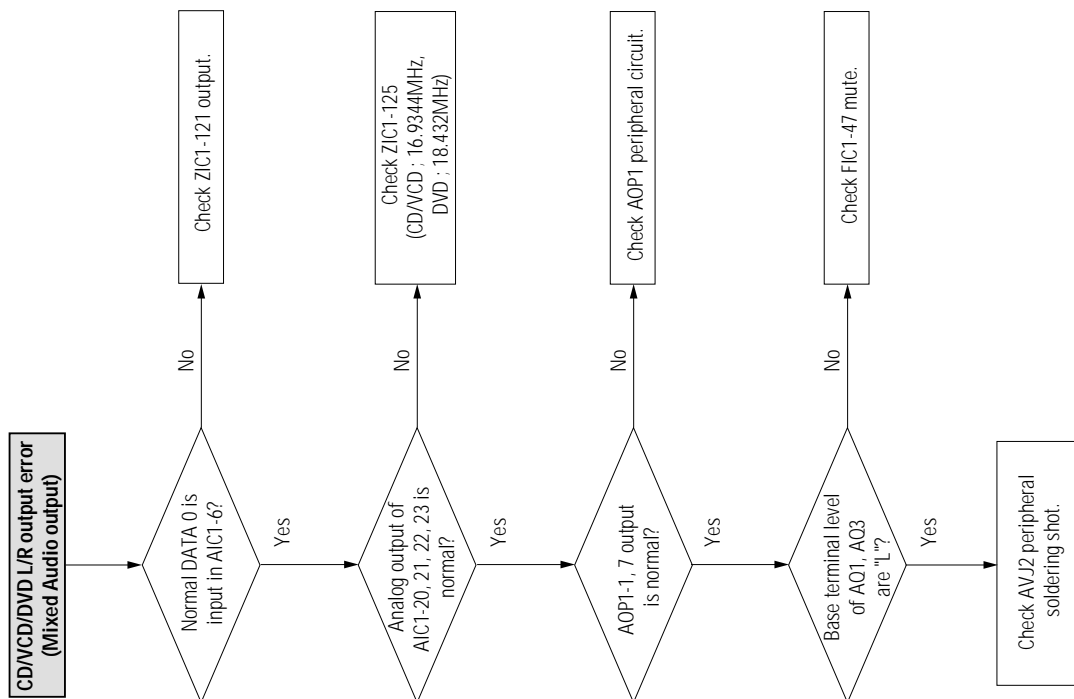 CD/VCD/DVD L/R output error
(Mixed Audio output)
Normal DATA 0 is
input in AIC1-6?
No
Check ZIC1-121 output.
Yes
Analog output of
AIC1-20, 21, 22, 23 is
normal?
No
Check ZIC1-125
(CD/VCD ; 16.9344MHz,
DVD ; 18.432MHz)
Yes
AOP1-1, 7 output
is normal?
No
Check AOP1 peripheral circuit.
Yes
Base terminal level
of AQ1, AQ3
are "L"?
No
Check FIC1-47 mute.
Yes
Check AVJ2 peripheral
soldering shot.